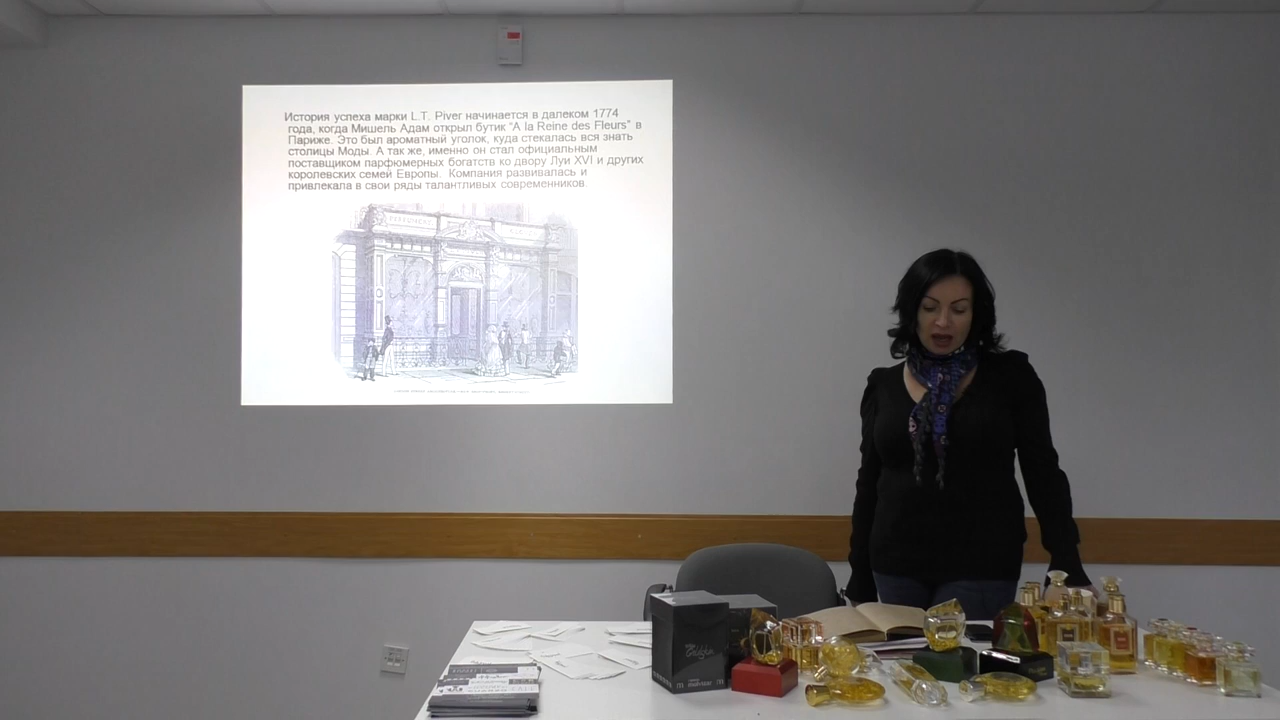 История успеха марки L.T. Piver начинается в далеком 1774
года, когда Мишель Адам открыл бутик “A la Reine des Fleurs” в
Париже. Это был ароматный уголок, куда стекалась вся знать
столицы Моды. А так же, именно он стал официальным
поставщиком парфюмерных богатств ко двору Луи XVI и других
королевских семей Европы. Компания развивалась и
привлекала в свои ряды талантливых современников.